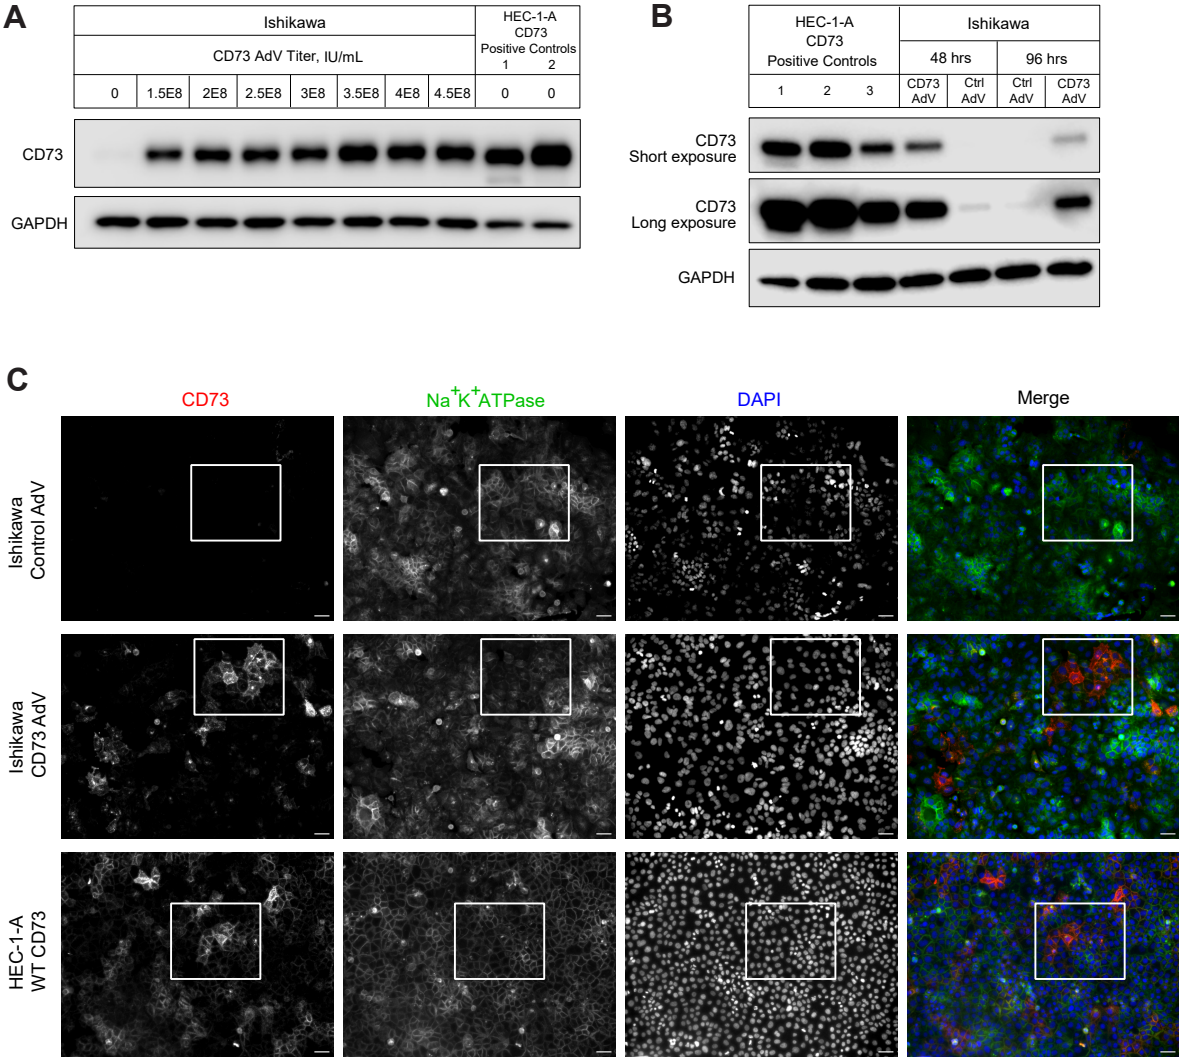 A
Ishikawa
HEC-1-A
CD73
Positive Controls
CD73 AdV Titer, IU/mL
1 2
0 1.5E8 2E8 2.5E8 3E8 3.5E8 4E8 4.5E8 0 0
CD73
GAPDH
B
HEC-1-A
CD73
Positive Controls
Ishikawa
48 hrs 96 hrs
1 2 3
CD73
AdV
Ctrl
AdV
Ctrl
AdV
CD73
AdV
CD73
Short exposure
CD73
Long exposure
GAPDH
C
CD73 Na+K+ATPase DAPI Merge
Ishikawa
Control AdV
Ishikawa
CD73 AdV
HEC-1-A
WT CD73